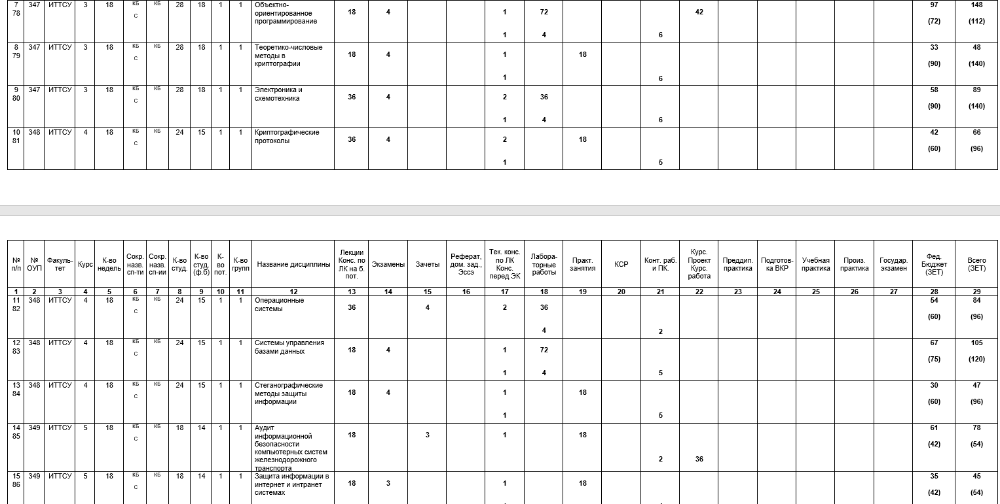 7 347 ИТТСУ 3 18 КБ КБ 28 18 1 1 Объектно- 97 148
78 С ориентированное 18 4 1 72 42
программирование (72) (112)
1 4 6
8 347 ИТТСУ 3 18 КБ КБ 28 18 1 1 Теоретико-числовые 33 48
79 С методы в 18 4 1 18
криптографии (90) (140)
1 6
9 347 ИТТСУ 3 18 КБ КБ 28 18 1 1 Электроника и 58 89
80 С схемотехника 36 4 2 36
(90) (140)
1 4 6
10 348 ИТТСУ 4 18 КБ КБ 24 15 1 1 Криптографические 42 66
81 С протоколы 36 4 2 18
(60) (96)
1 5
№ п/п
№ ОУП
Факуль-
тет
Курс
К-во
недель
Сокр.
назв.
сп-ти
Сокр.
назв.
сп-ии
К-во
студ.
К-во
студ.
(ф.б)
К-
во
пот.
К-во
групп
Название дисциплины
Лекции
Конс. по
ЛК на б.
пот.
Экзамены
Зачеты
Реферат,
дом. зад.,
Эссэ
Тек. конс.
по ЛК
Конс.
перед ЭК
Лабора-
торные
работы
Практ.
занятия
КСР
Конт. раб.
и ПК.
Курс.
Проект
Курс.
работа
Преддип.
практика
Подготов-
ка ВКР
Учебная
практика
Произ.
практика
Государ.
экзамен
Фед.
Бюджет
(ЗЕТ)
Всего
(ЗЕТ)
1 2 3 4 5 6 7 8 9 10 11 12 13 14 15 16 17 18 19 20 21 22 23 24 25 26 27 28 29
11 348 ИТТСУ 4 18 КБ КБ 24 15 1 1 Операционные 54 84
82 С системы 36 4 2 36
(60) (96)
4 2
12 348 ИТТСУ 4 18 КБ КБ 24 15 1 1 Системы управления 67 105
83 С базами данных 18 4 1 72
(75) (120)
1 4 5
13 348 ИТТСУ 4 18 КБ КБ 24 15 1 1 Стеганографические 30 47
84 С методы защиты 18 4 1 18
информации (60) (96)
1 5
14 349 ИТТСУ 5 18 КБ КБ 18 14 1 1 Аудит 61 78
85 С информационной 18 3 1 18
безопасности (42) (54)
компьютерных систем
железнодорожного 2 36
транспорта
15 349 ИТТСУ 5 18 КБ КБ 18 14 1 1 Защита информации в 35 45
86 С интернет и интранет 18 3 1 18
системах (42) (54)